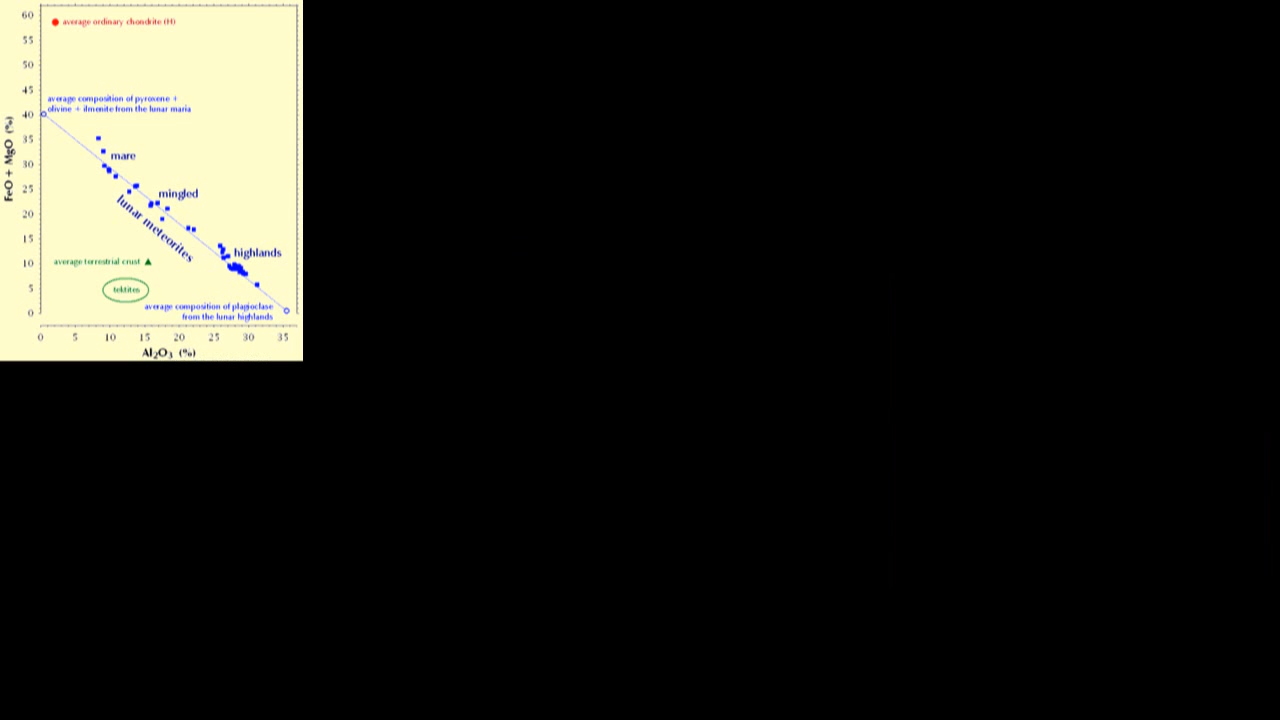 60
average ordinary chondrite (H)
55
50
45
average composition of pyroxene +
olivine + ilmenite from the lunar maria
40
35
mare
30
25
mingled
20
lunar meteorites
15
highlands
10
average terrestrial crust
5
tektites
average composition of plagioclase
from the lunar highlands
0
FeO + MgO (%)
0 5 10 15 20 25 30 35
Al₂O₃ (%)